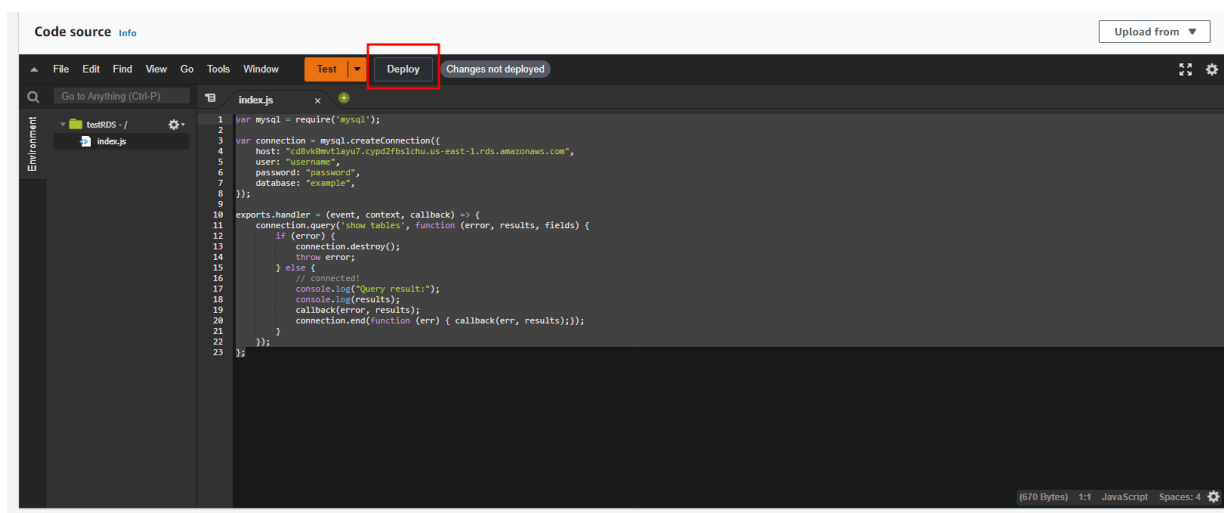 Code source Info
Upload from ▼
File Edit Find View Go Tools Window Test Deploy Changes not deployed
Go to Anything (Ctrl-P)
index.js
Environment
testRDS - /
index.js
1 var mysql = require('mysql');
2
3 var connection = mysql.createConnection({
4     host: "cd8vk0mvtlayu7.cypd2fbslchu.us-east-1.rds.amazonaws.com",
5     user: "username",
6     password: "password",
7     database: "example",
8 });
9
10 exports.handler = (event, context, callback) => {
11     connection.query('show tables', function (error, results, fields) {
12         if (error) {
13             connection.destroy();
14             throw error;
15         } else {
16             // connected!
17             console.log("Query result:");
18             console.log(results);
19             callback(error, results);
20             connection.end(function (err) { callback(err, results);});
21         }
22     });
23 };
(670 Bytes) 1:1 JavaScript Spaces: 4